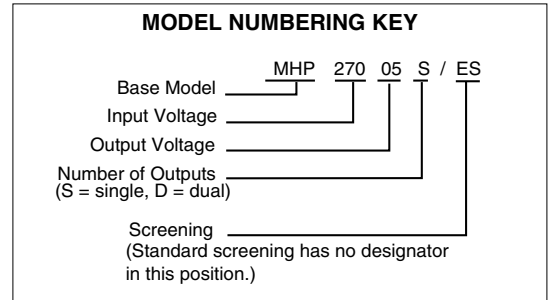 MODEL NUMBERING KEY
MHP 270 05 S / ES
Base Model
Input Voltage
Output Voltage
Number of Outputs
(S = single, D = dual)
Screening
(Standard screening has no designator
in this position.)